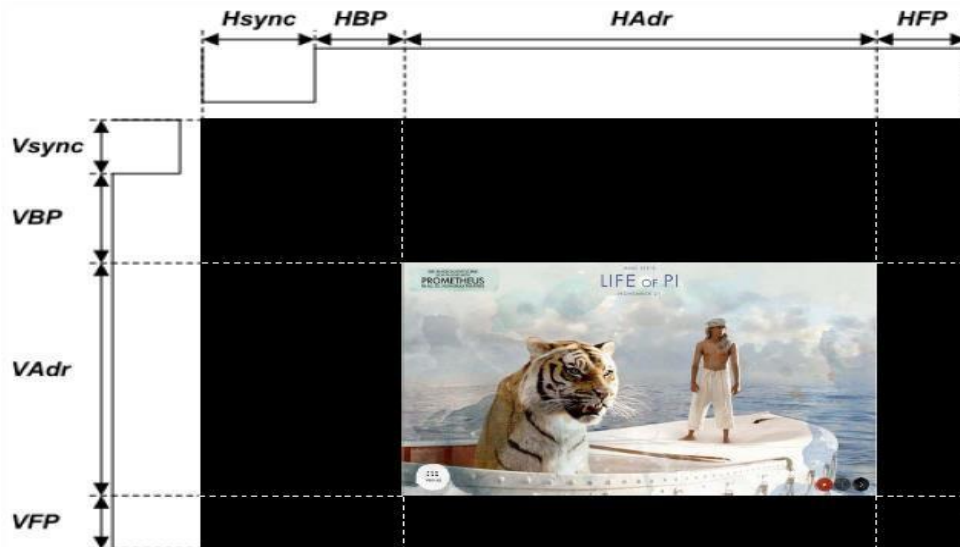 Hsync HBP HAdr HFP
Vsync
VBP
VAdr
VFP
PROMETHEUS
LIFE OF PI